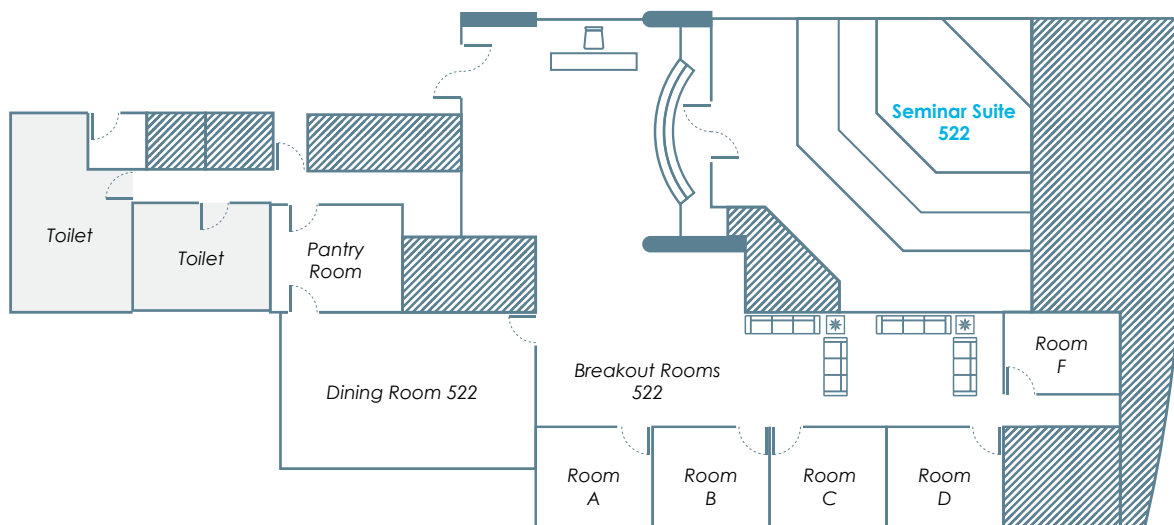 Seminar Suite
522
Toilet
Toilet
Pantry
Room
Dining Room 522
Breakout Rooms
522
Room
F
Room
A
Room
B
Room
C
Room
D